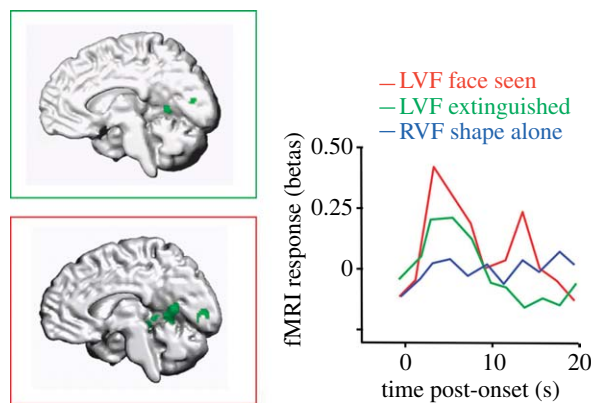 LVF face seen
LVF extinguished
RVF shape alone
fMRI response (betas)
0.50
0.25
0
0
10
20
time post-onset (s)